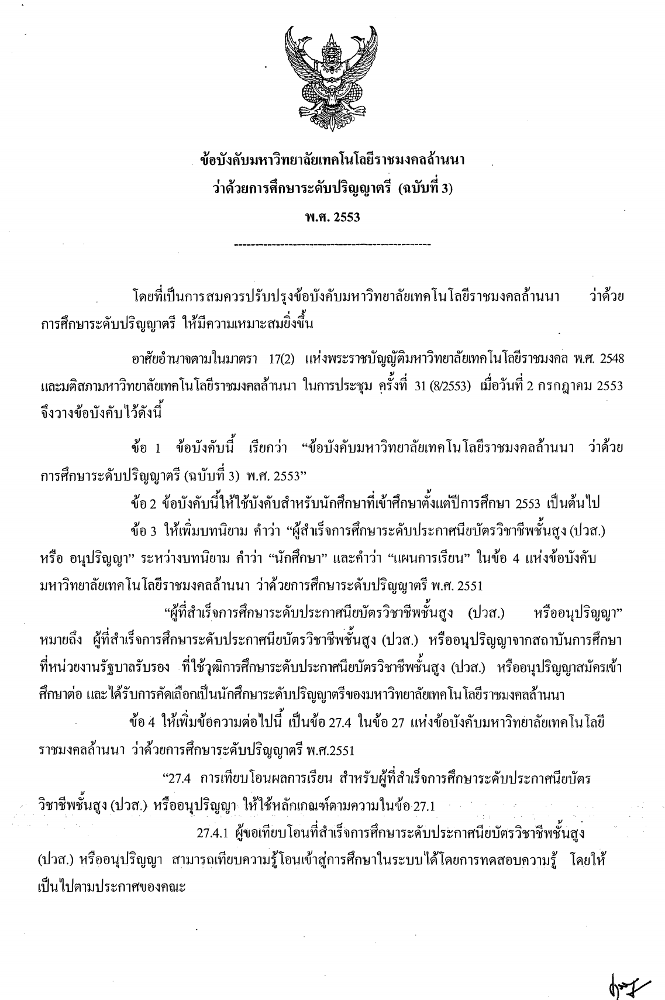 ข้อบังคับมหาวิทยาลัยเทคโนโลยีราชมงคลล้านนา
ว่าด้วยการศึกษาระดับปริญญาตรี (ฉบับที่ 3)
พ.ศ. 2553
-----------------------------------------------
โดยที่เป็นการสมควรปรับปรุงข้อบังคับมหาวิทยาลัยเทคโนโลยีราชมงคลล้านนา ว่าด้วย
การศึกษาระดับปริญญาตรี ให้มีความเหมาะสมยิ่งขึ้น
อาศัยอำนาจตามในมาตรา 17(2) แห่งพระราชบัญญัติมหาวิทยาลัยเทคโนโลยีราชมงคล พ.ศ. 2548
และมติสภามหาวิทยาลัยเทคโนโลยีราชมงคลล้านนา ในการประชุม ครั้งที่ 31 (8/2553) เมื่อวันที่ 2 กรกฎาคม 2553
จึงวางข้อบังคับไว้ดังนี้
ข้อ 1 ข้อบังคับนี้ เรียกว่า “ข้อบังคับมหาวิทยาลัยเทคโนโลยีราชมงคลล้านนา ว่าด้วย
การศึกษาระดับปริญญาตรี (ฉบับที่ 3) พ.ศ. 2553”
ข้อ 2 ข้อบังคับนี้ให้ใช้บังคับสำหรับนักศึกษาที่เข้าศึกษาตั้งแต่ปีการศึกษา 2553 เป็นต้นไป
ข้อ 3 ให้เพิ่มบทนิยาม คำว่า “ผู้สำเร็จการศึกษาระดับประกาศนียบัตรวิชาชีพชั้นสูง (ปวส.)
หรือ อนุปริญญา” ระหว่างบทนิยาม คำว่า “นักศึกษา” และคำว่า “แผนการเรียน” ในข้อ 4 แห่งข้อบังคับ
มหาวิทยาลัยเทคโนโลยีราชมงคลล้านนา ว่าด้วยการศึกษาระดับปริญญาตรี พ.ศ. 2551
“ผู้ที่สำเร็จการศึกษาระดับประกาศนียบัตรวิชาชีพชั้นสูง (ปวส.) หรืออนุปริญญา”
หมายถึง ผู้ที่สำเร็จการศึกษาระดับประกาศนียบัตรวิชาชีพชั้นสูง (ปวส.) หรืออนุปริญญาจากสถาบันการศึกษา
ที่หน่วยงานรัฐบาลรับรอง ที่ใช้วุฒิการศึกษาระดับประกาศนียบัตรวิชาชีพชั้นสูง (ปวส.) หรืออนุปริญญาสมัครเข้า
ศึกษาต่อ และได้รับการคัดเลือกเป็นนักศึกษาระดับปริญญาตรีของมหาวิทยาลัยเทคโนโลยีราชมงคลล้านนา
ข้อ 4 ให้เพิ่มข้อความต่อไปนี้ เป็นข้อ 27.4 ในข้อ 27 แห่งข้อบังคับมหาวิทยาลัยเทคโนโลยี
ราชมงคลล้านนา ว่าด้วยการศึกษาระดับปริญญาตรี พ.ศ.2551
“27.4 การเทียบโอนผลการเรียน สำหรับผู้ที่สำเร็จการศึกษาระดับประกาศนียบัตร
วิชาชีพชั้นสูง (ปวส.) หรืออนุปริญญา ให้ใช้หลักเกณฑ์ตามความในข้อ 27.1
27.4.1 ผู้ขอเทียบโอนที่สำเร็จการศึกษาระดับประกาศนียบัตรวิชาชีพชั้นสูง
(ปวส.) หรืออนุปริญญา สามารถเทียบความรู้โอนเข้าสู่การศึกษาในระบบได้โดยการทดสอบความรู้ โดยให้
เป็นไปตามประกาศของคณะ